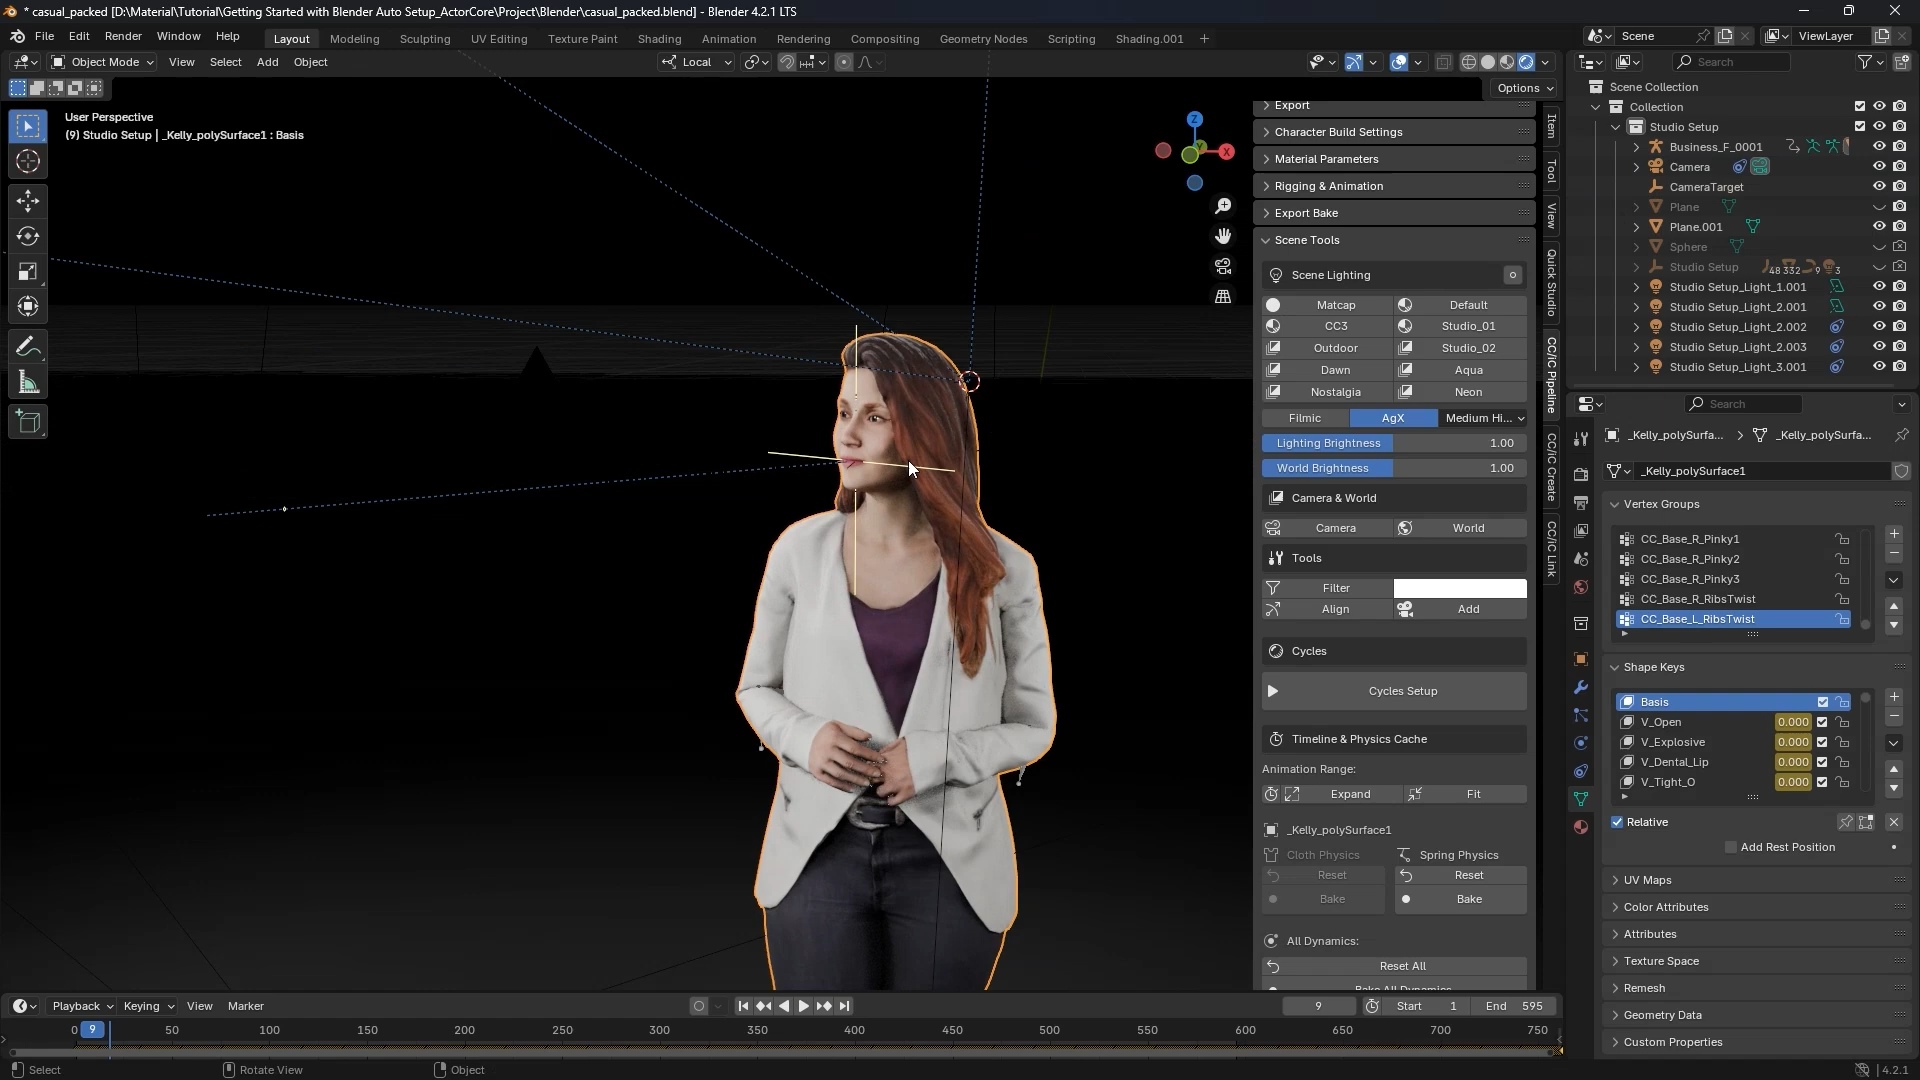 * casual_packed [D:\Material\Tutorial\Getting Started with Blender Auto Setup_ActorCore\Project\Blender\casual_packed.blend] - Blender 4.2.1 LTS
File Edit Render Window Help Layout Modeling Sculpting UV Editing Texture Paint Shading Animation Rendering Compositing Geometry Nodes Scripting Shading.001 + Scene ViewLayer
Object Mode View Select Add Object Local Search
Options
User Perspective
(9) Studio Setup | _Kelly_polySurface1 : Basis
Z
Y
X
Export
Character Build Settings
Material Parameters
Rigging & Animation
Export Bake
Scene Tools
Scene Lighting
Matcap Default
CC3 Studio_01
Outdoor Studio_02
Dawn Aqua
Nostalgia Neon
Filmic AgX Medium Hi...
Lighting Brightness 1.00
World Brightness 1.00
Camera & World
Camera World
Tools
Filter
Align Add
Cycles
Cycles Setup
Timeline & Physics Cache
Animation Range:
Expand Fit
_Kelly_polySurface1
Cloth Physics Spring Physics
Reset Reset
Bake Bake
All Dynamics:
Reset All
Bake All Dynamics
Item
Tool
View
Quick Studio
CC/iC Pipeline
CC/iC Create
CC/iC Link
Scene Collection
Collection
Studio Setup
Business_F_0001
Camera
CameraTarget
Plane
Plane.001
Sphere
Studio Setup 48 332 9 3
Studio Setup_Light_1.001
Studio Setup_Light_2.001
Studio Setup_Light_2.002
Studio Setup_Light_2.003
Studio Setup_Light_3.001
Search
_Kelly_polySurfa... _Kelly_polySurfa...
_Kelly_polySurface1
Vertex Groups
CC_Base_R_Pinky1
CC_Base_R_Pinky2
CC_Base_R_Pinky3
CC_Base_R_RibsTwist
CC_Base_L_RibsTwist
Shape Keys
Basis
V_Open 0.000
V_Explosive 0.000
V_Dental_Lip 0.000
V_Tight_O 0.000
Relative
Add Rest Position
UV Maps
Color Attributes
Attributes
Texture Space
Remesh
Geometry Data
Custom Properties
Playback Keying View Marker 9 Start 1 End 595
0 9 50 100 150 200 250 300 350 400 450 500 550 600 650 700 750
Select Rotate View Object 4.2.1